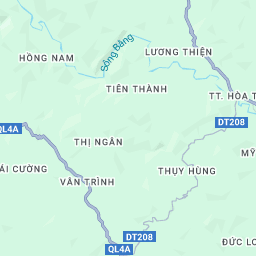 Sông Bằng
LƯƠNG THIỆN
HỒNG NAM
TIÊN THÀNH
TT. HÒA T
DT208
QL4A
THỊ NGÂN
MỸ
ÁI CƯỜNG
VÂN TRÌNH
THỤY HÙNG
DT208
QL4A
ĐỨC LO